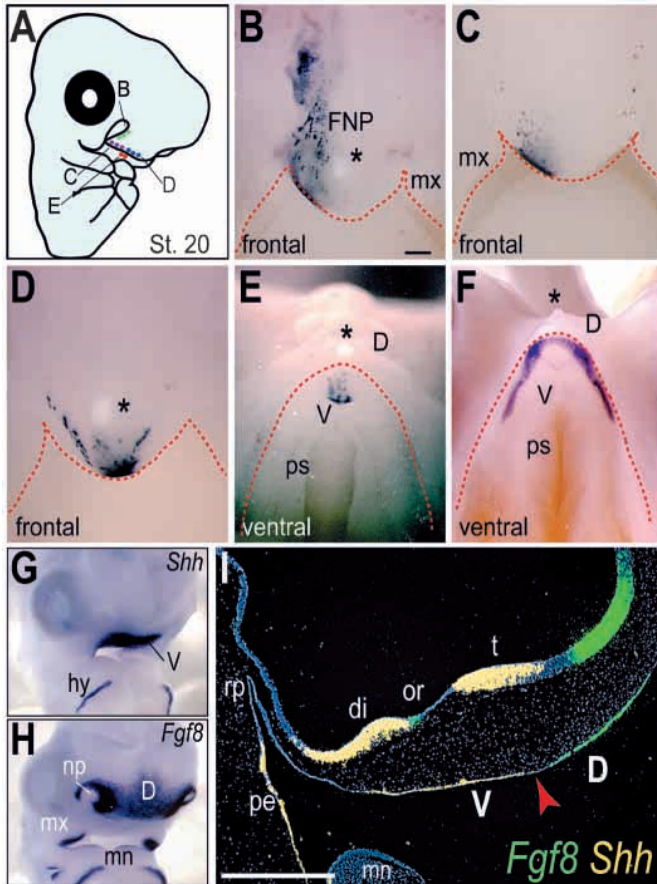 A
B
C
D
E
St. 20
B
FNP
*
mx
frontal
C
mx
frontal
D
*
frontal
E
*
D
V
ps
ventral
F
*
D
V
ps
ventral
G
Shh
V
hy
H
Fgf8
np
D
mx
mn
I
t
or
di
rp
pe
V
D
mn
Fgf8 Shh